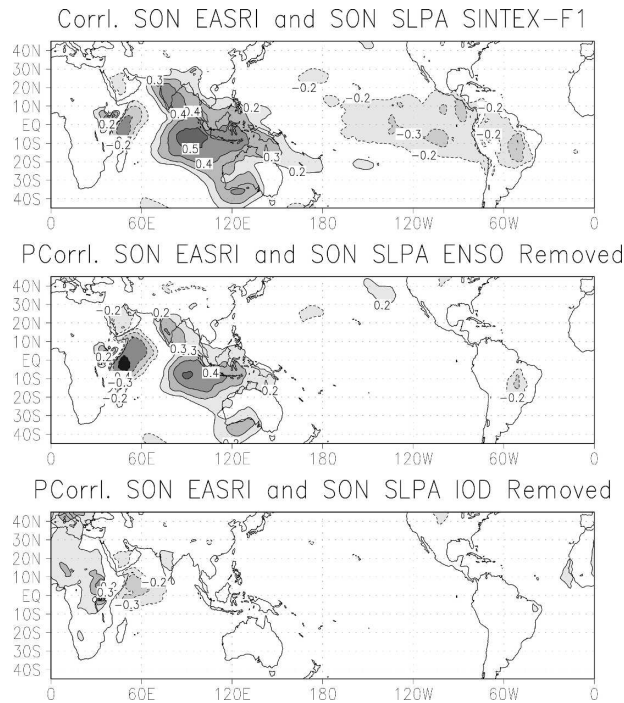 Corrl. SON EASRI and SON SLPA SINTEX-F1
40N
30N
20N
10N
EQ
10S
20S
30S
40S
0.3
0.4
0.4
0.2
0.2
-0.2
0.5
0.4
0.3
0.2
-0.2
-0.2
-0.3
-0.2
-0.2
-0.2
0 60E 120E 180 120W 60W 0
PCorrl. SON EASRI and SON SLPA ENSO Removed
40N
30N
20N
10N
EQ
10S
20S
30S
40S
0.2
0.2
0.2
0.3
-0.3
-0.2
0.4
0.2
0.2
-0.2
0 60E 120E 180 120W 60W 0
PCorrl. SON EASRI and SON SLPA IOD Removed
40N
30N
20N
10N
EQ
10S
20S
30S
40S
-0.2
0.3
-0.3
-0.2
0 60E 120E 180 120W 60W 0